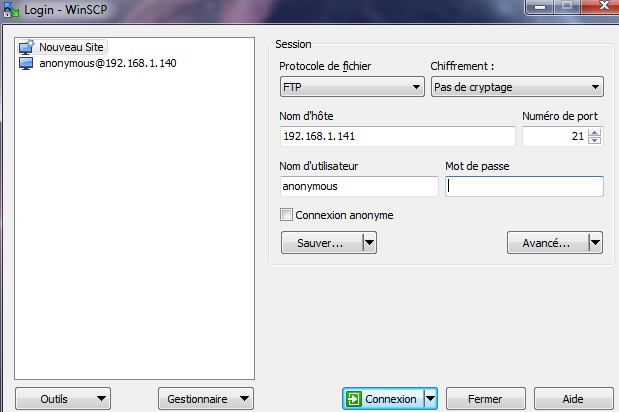 Login - WinSCP
Nouveau Site
anonymous@192.168.1.140
Session
Protocole de fichier Chiffrement :
FTP Pas de cryptage
Nom d'hôte Numéro de port
192.168.1.141 21
Nom d'utilisateur Mot de passe
anonymous
Connexion anonyme
Sauver... Avancé...
Outils Gestionnaire Connexion Fermer Aide